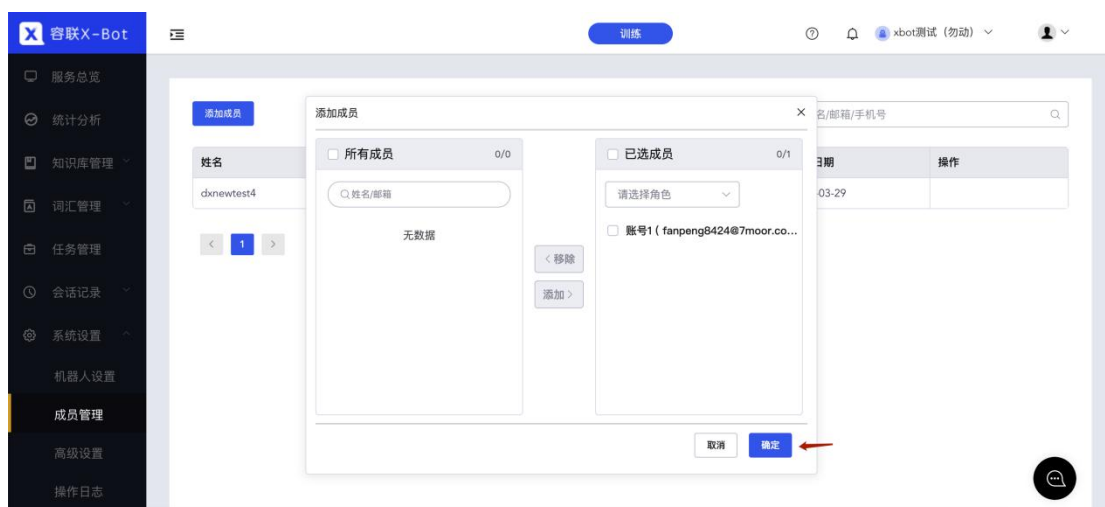 容联X-Bot
训练
xbot测试（勿动）
服务总览
统计分析
知识库管理
词汇管理
任务管理
会话记录
系统设置
机器人设置
成员管理
高级设置
操作日志
添加成员
名/邮箱/手机号
姓名
日期
操作
dxnewtest4
-03-29
1
添加成员
所有成员 0/0
姓名/邮箱
无数据
移除
添加
已选成员 0/1
请选择角色
账号1 ( fanpeng8424@7moor.co...
取消
确定